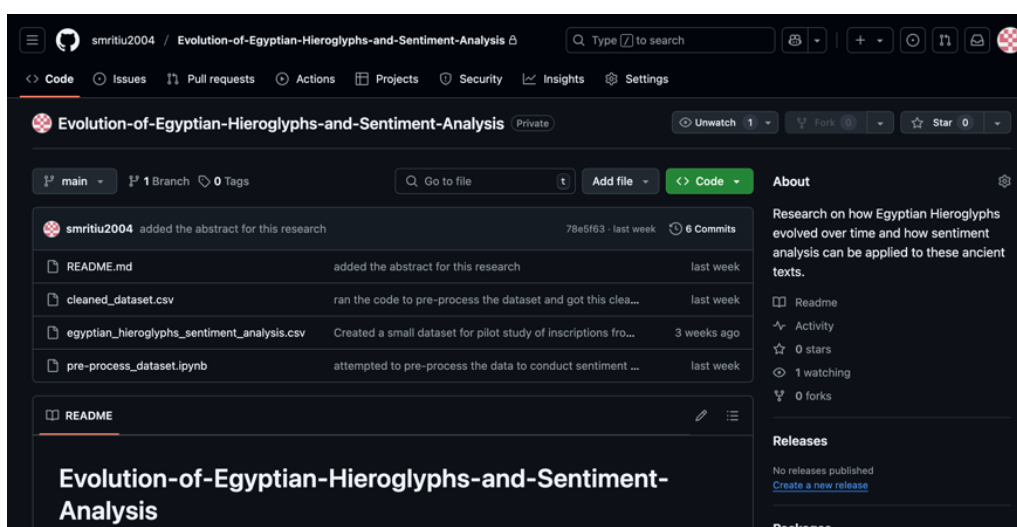 smritiu2004 / Evolution-of-Egyptian-Hieroglyphs-and-Sentiment-Analysis
Type / to search
Code Issues Pull requests Actions Projects Security Insights Settings
Evolution-of-Egyptian-Hieroglyphs-and-Sentiment-Analysis Private
Unwatch 1 Fork 0 Star 0
main 1 Branch 0 Tags Go to file t Add file Code
smritiu2004 added the abstract for this research 78e5f63 · last week 6 Commits
README.md added the abstract for this research last week
cleaned_dataset.csv ran the code to pre-process the dataset and got this clea... last week
egyptian_hieroglyphs_sentiment_analysis.csv Created a small dataset for pilot study of inscriptions fro... 3 weeks ago
pre-process_dataset.ipynb attempted to pre-process the data to conduct sentiment ... last week
README
Evolution-of-Egyptian-Hieroglyphs-and-Sentiment-
Analysis
About
Research on how Egyptian Hieroglyphs
evolved over time and how sentiment
analysis can be applied to these ancient
texts.
Readme
Activity
0 stars
1 watching
0 forks
Releases
No releases published
Create a new release